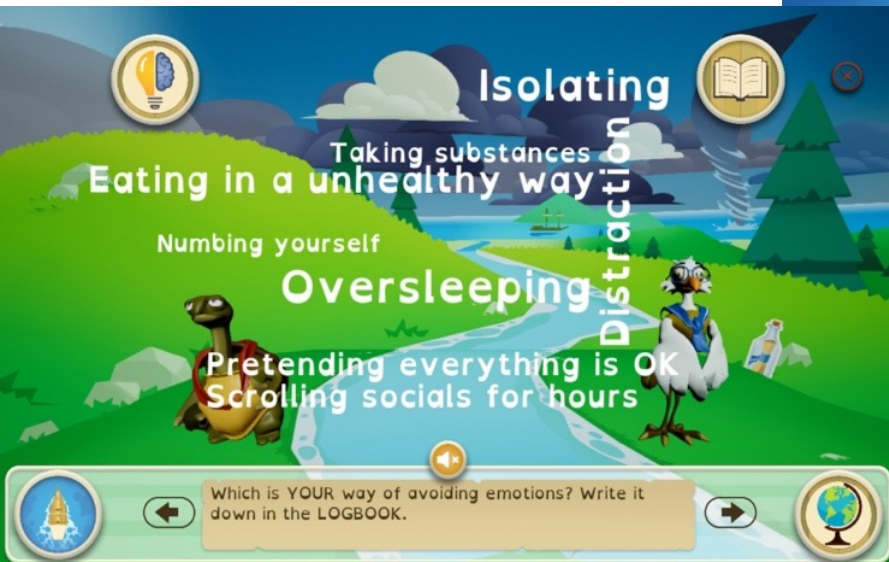 Isolating
Taking substances
Eating in a unhealthy way
Distraction
Numbing yourself
Oversleeping
Pretending everything is OK
Scrolling socials for hours
Which is YOUR way of avoiding emotions? Write it
down in the LOGBOOK.